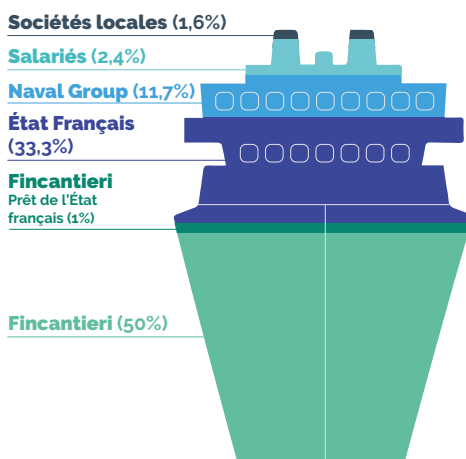 Sociétés locales (1,6%)
Salariés (2,4%)
Naval Group (11,7%)
État Français
(33,3%)
Fincantieri
Prêt de l'État
français (1%)
Fincantieri (50%)